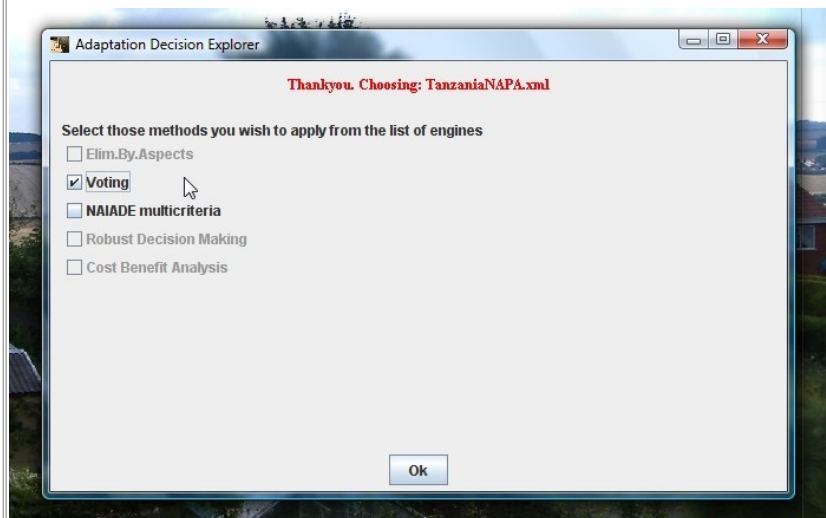 Adaptation Decision Explorer
Thankyou. Choosing: TanzaniaNAPA.xml
Select those methods you wish to apply from the list of engines
Elim.By.Aspects
Voting
NAIADE multicriteria
Robust Decision Making
Cost Benefit Analysis
Ok